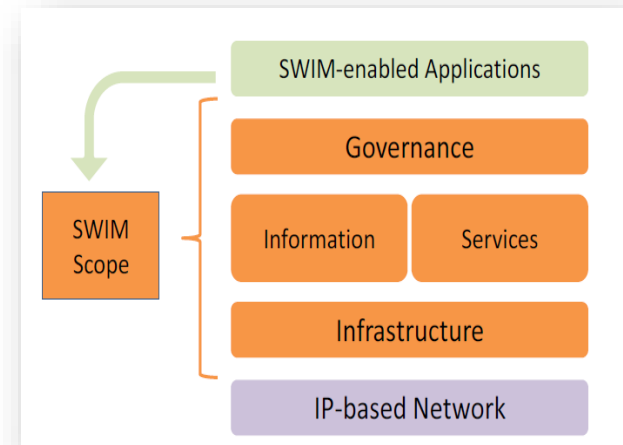 SWIM-enabled Applications
Governance
SWIM
Scope
Information
Services
Infrastructure
IP-based Network